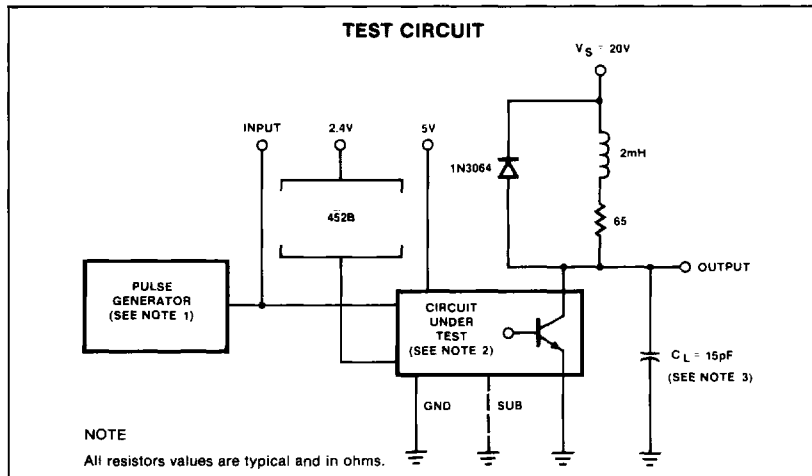 TEST CIRCUIT
VS = 20V
INPUT
2.4V
5V
1N3064
2mH
452B
65
OUTPUT
PULSE
GENERATOR
(SEE NOTE 1)
CIRCUIT
UNDER
TEST
(SEE NOTE 2)
CL = 15pF
(SEE NOTE 3)
GND
SUB
NOTE
All resistors values are typical and in ohms.